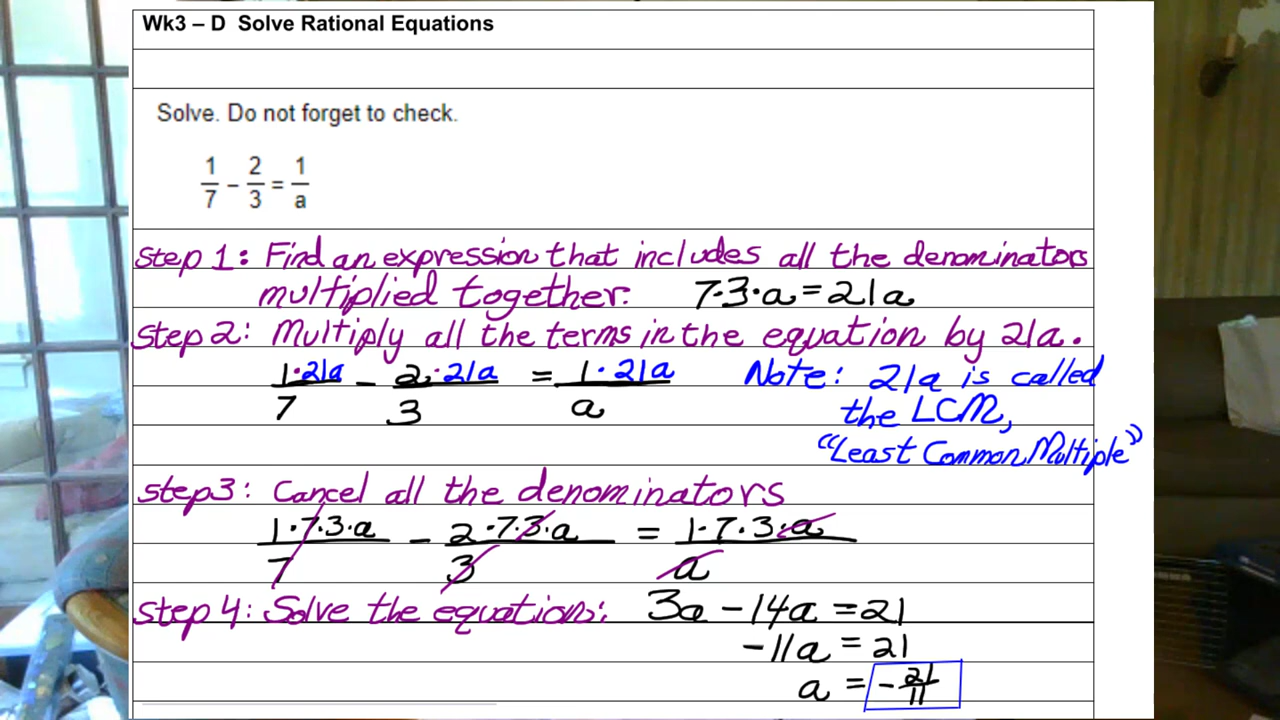 Wk3 – D Solve Rational Equations
Solve. Do not forget to check.
1/7 − 2/3 = 1/a
Step 1: Find an expression that includes all the denominators
multiplied together. 7·3·a = 21a
Step 2: Multiply all the terms in the equation by 21a.
1·21a/7 − 2·21a/3 = 1·21a/a Note: 21a is called
the LCM,
"Least Common Multiple"
Step3: Cancel all the denominators
1·7·3·a/7 − 2·7·3·a/3 = 1·7·3·a/a
Step 4: Solve the equations: 3a − 14a = 21
−11a = 21
a = −21/11